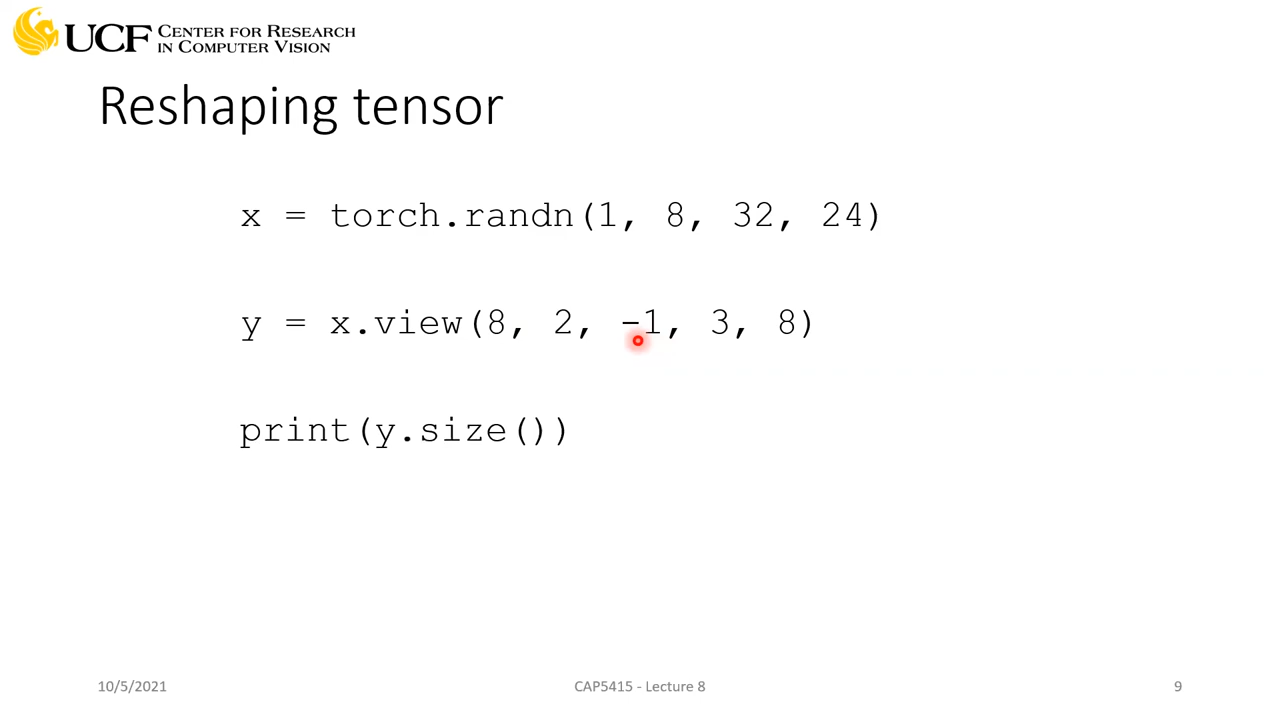 UCF CENTER FOR RESEARCH
IN COMPUTER VISION
Reshaping tensor
x = torch.randn(1, 8, 32, 24)
y = x.view(8, 2, -1, 3, 8)
print(y.size())
10/5/2021
CAP5415 - Lecture 8
9